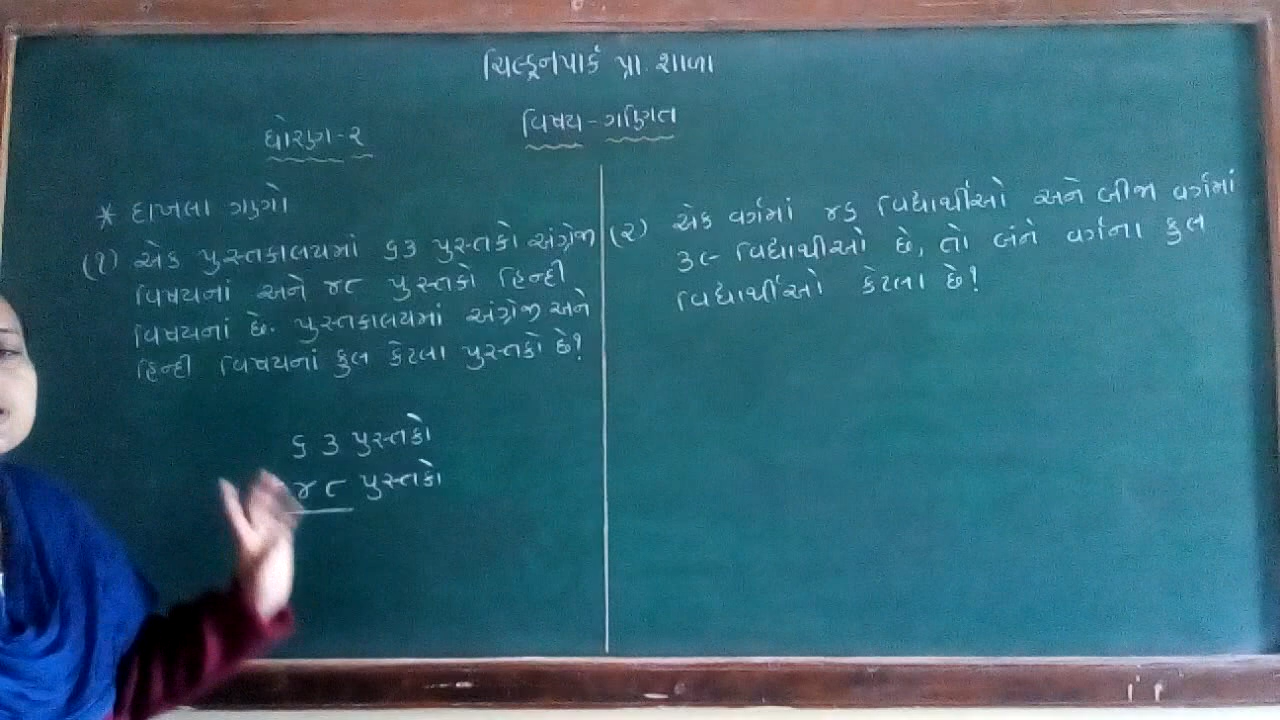 ચિલ્ડ્રનપાર્ક પ્રા. શાળા
વિષય - ગણિત
ધોરણ - ૨
* દાખલા ગણો
(૧) એક પુસ્તકાલયમાં ૬૩ પુસ્તકો અંગ્રેજી
વિષયનાં અને ૪૮ પુસ્તકો હિન્દી
વિષયનાં છે. પુસ્તકાલયમાં અંગ્રેજી અને
હિન્દી વિષયનાં કુલ કેટલા પુસ્તકો છે?
૬૩ પુસ્તકો
૪૮ પુસ્તકો
(૨) એક વર્ગમાં ૪૬ વિદ્યાર્થીઓ અને બીજા વર્ગમાં
૩૯ વિદ્યાર્થીઓ છે, તો બંને વર્ગના કુલ
વિદ્યાર્થીઓ કેટલા છે?